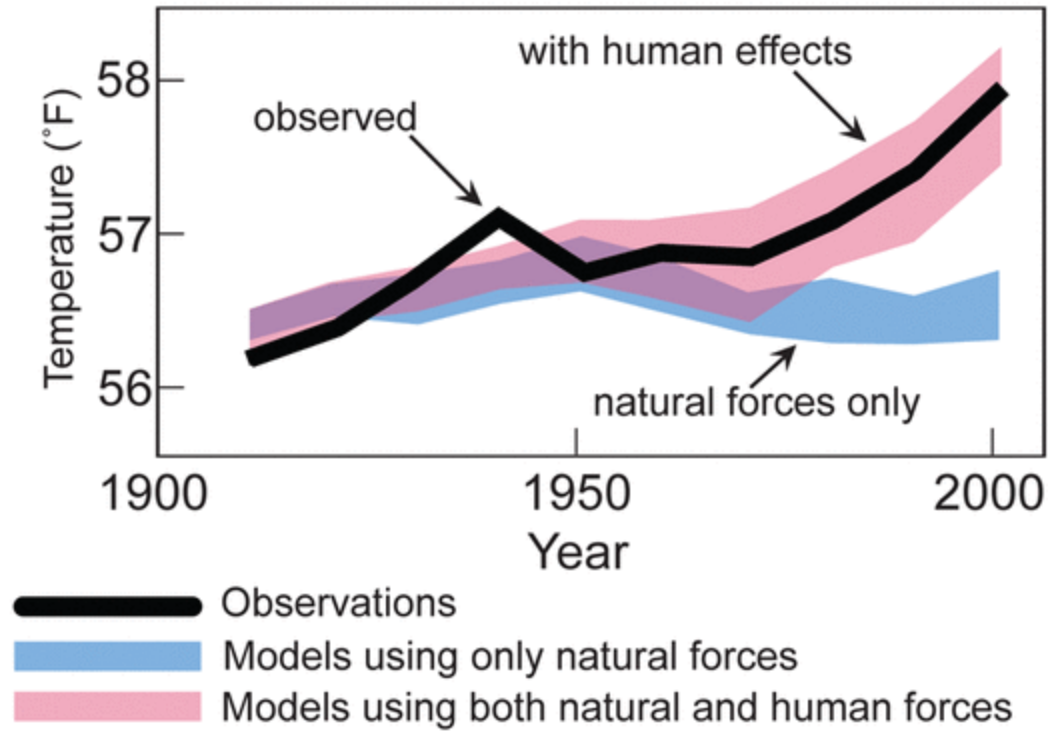 with human effects
58
observed
Temperature (˚F)
57
natural forces only
56
1900 1950 2000
Year
Observations
Models using only natural forces
Models using both natural and human forces